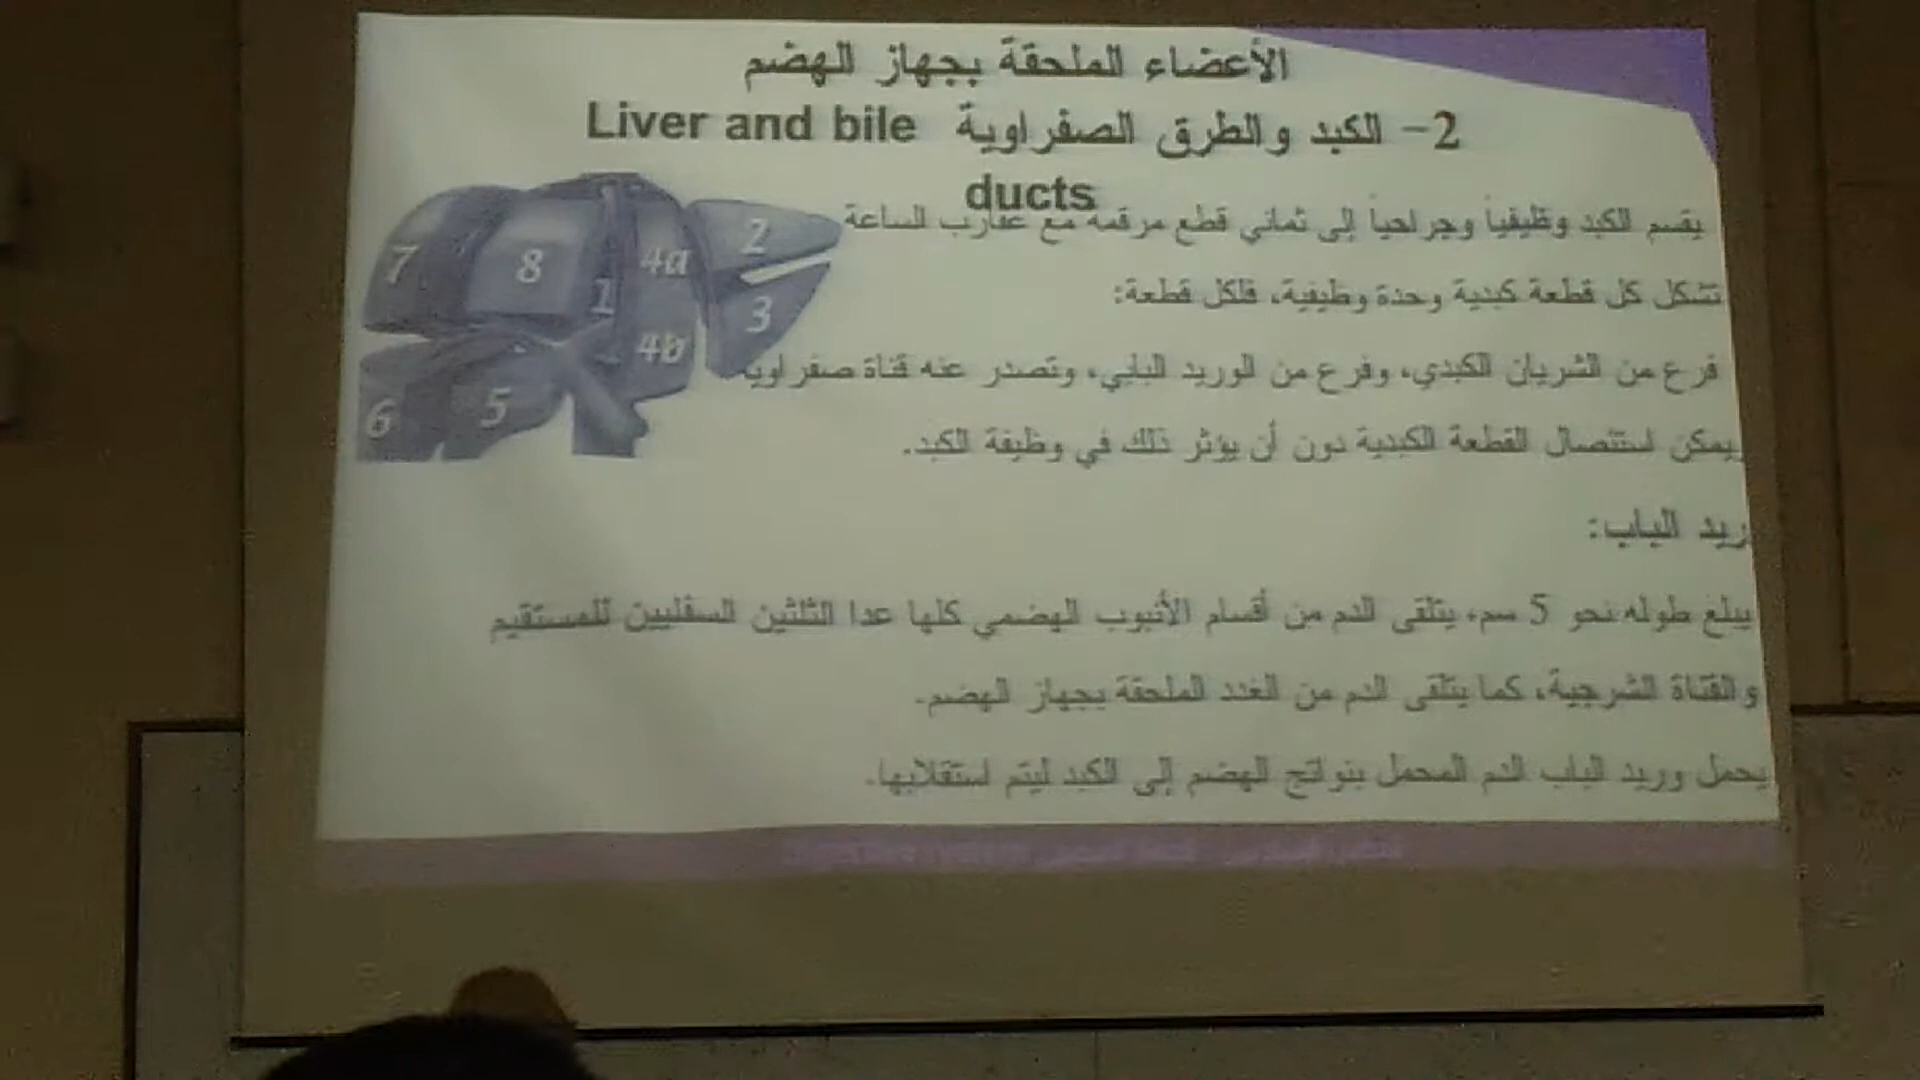 الأعضاء الملحقة بجهاز الهضم
2- الكبد والطرق الصفراوية Liver and bile
ducts
يقسم الكبد وظيفياً وجراحياً إلى ثماني قطع مرقمة مع عقارب الساعة
تشكل كل قطعة كبدية وحدة وظيفية، فلكل قطعة:
فرع من الشريان الكبدي، وفرع من الوريد البابي، وتصدر عنه قناة صفراوية
يمكن استئصال القطعة الكبدية دون أن يؤثر ذلك في وظيفة الكبد.
ريد الباب:
يبلغ طوله نحو 5 سم، يتلقى الدم من أقسام الأنبوب الهضمي كلها عدا الثلثين السفليين للمستقيم
والقناة الشرجية، كما يتلقى الدم من الغدد الملحقة بجهاز الهضم.
يحمل وريد الباب الدم المحمل بنواتج الهضم إلى الكبد ليتم استقلابها.
7 8 1 4a 2
4b 3
6 5